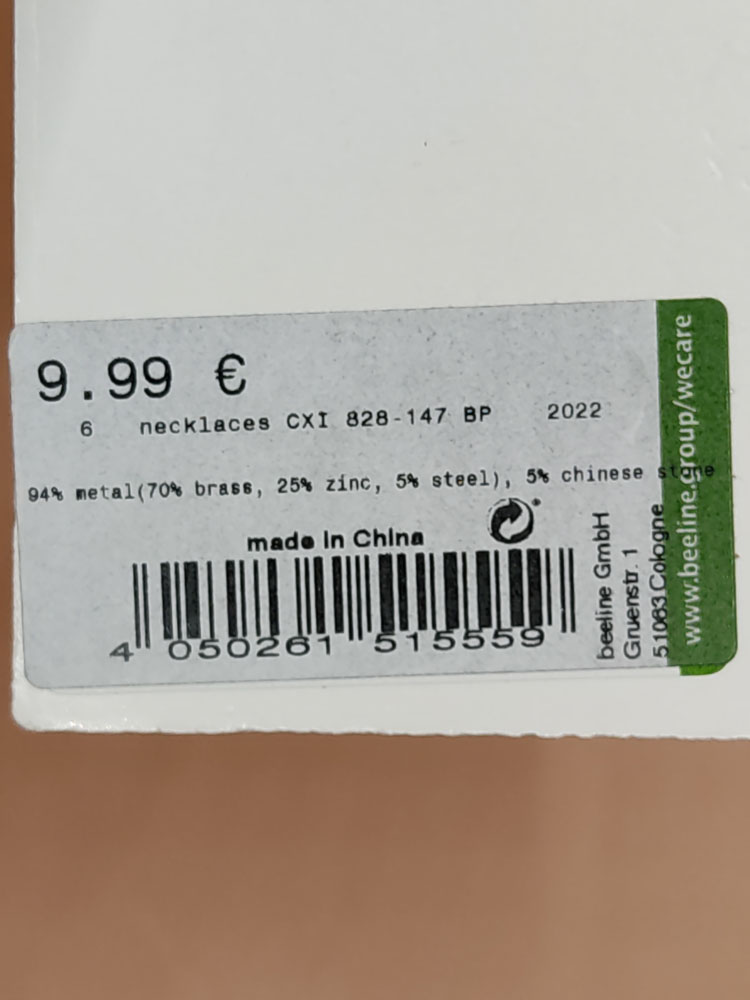 9.99 €
6 necklaces CXI 828-147 BP 2022
94% metal(70% brass, 25% zinc, 5% steel), 5% chinese stone
made in China
4 050261 515559
beeline GmbH
Gruenstr. 1
51063 Cologne
www.beeline.group/wecare